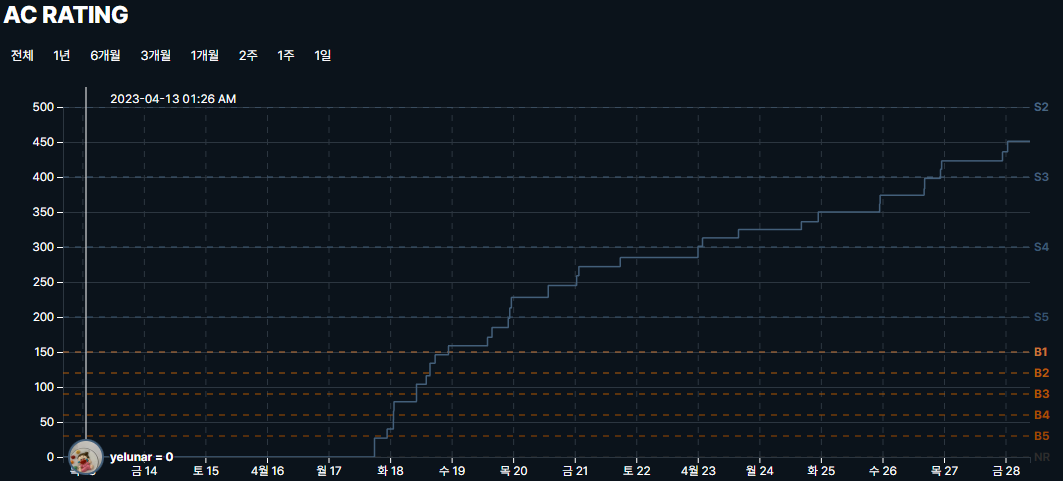 AC RATING
전체 1년 6개월 3개월 1개월 2주 1주 1일
2023-04-13 01:26 AM
500 S2
450
400 S3
350
300 S4
250
200 S5
150 B1
B2
100 B3
B4
50 B5
yelunar = 0
0 NR
금 14 토 15 4월 16 월 17 화 18 수 19 목 20 금 21 토 22 4월 23 월 24 화 25 수 26 목 27 금 28